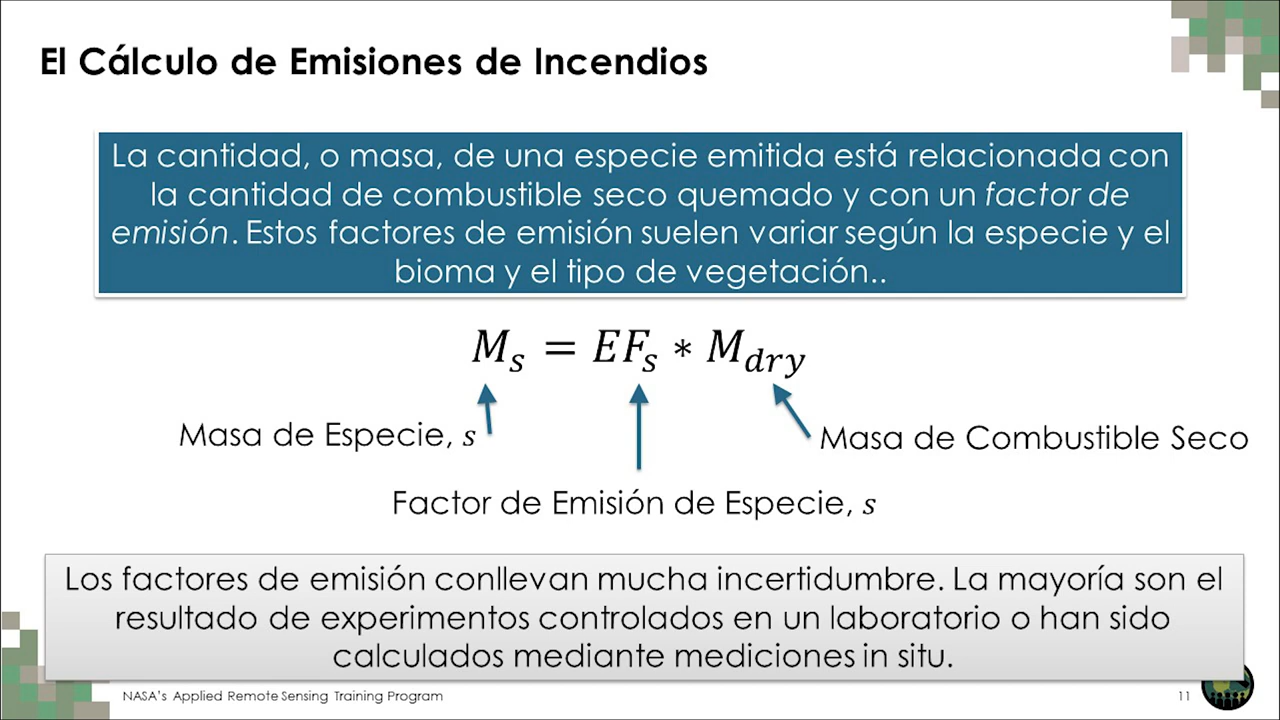 El Cálculo de Emisiones de Incendios
La cantidad, o masa, de una especie emitida está relacionada con
la cantidad de combustible seco quemado y con un factor de
emisión. Estos factores de emisión suelen variar según la especie y el
bioma y el tipo de vegetación..
M_s = EF_s * M_dry
Masa de Especie, s
Masa de Combustible Seco
Factor de Emisión de Especie, s
Los factores de emisión conllevan mucha incertidumbre. La mayoría son el
resultado de experimentos controlados en un laboratorio o han sido
calculados mediante mediciones in situ.
NASA's Applied Remote Sensing Training Program
11